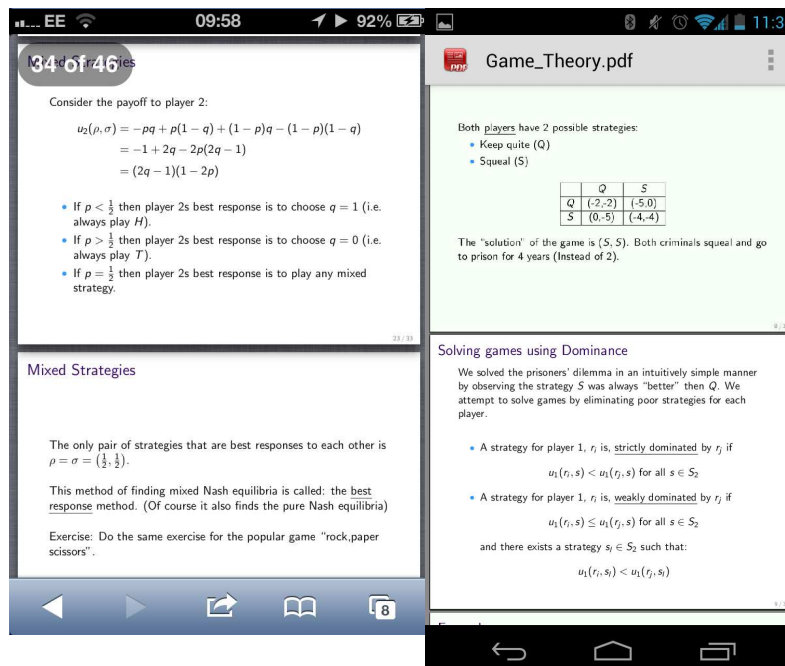 EE 09:58 92%
Mixed Strategies
34 of 46
Consider the payoff to player 2:
u₂(ρ, σ) = −pq + p(1 − q) + (1 − p)q − (1 − p)(1 − q)
= −1 + 2q − 2p(2q − 1)
= (2q − 1)(1 − 2p)
• If p < 1/2 then player 2s best response is to choose q = 1 (i.e.
always play H).
• If p > 1/2 then player 2s best response is to choose q = 0 (i.e.
always play T).
• If p = 1/2 then player 2s best response is to play any mixed
strategy.
23 / 33
Mixed Strategies
The only pair of strategies that are best responses to each other is
ρ = σ = (1/2, 1/2).
This method of finding mixed Nash equilibria is called: the best
response method. (Of course it also finds the pure Nash equilibria)
Exercise: Do the same exercise for the popular game "rock,paper
scissors".
8
11:3
Game_Theory.pdf
Both players have 2 possible strategies:
• Keep quite (Q)
• Squeal (S)
Q S
Q (-2,-2) (-5,0)
S (0,-5) (-4,-4)
The "solution" of the game is (S, S). Both criminals squeal and go
to prison for 4 years (Instead of 2).
Solving games using Dominance
We solved the prisoners' dilemma in an intuitively simple manner
by observing the strategy S was always "better" then Q. We
attempt to solve games by eliminating poor strategies for each
player.
• A strategy for player 1, rᵢ is, strictly dominated by rⱼ if
u₁(rᵢ, s) < u₁(rⱼ, s) for all s ∈ S₂
• A strategy for player 1, rᵢ is, weakly dominated by rⱼ if
u₁(rᵢ, s) ≤ u₁(rⱼ, s) for all s ∈ S₂
and there exists a strategy sₗ ∈ S₂ such that:
u₁(rᵢ, sₗ) < u₁(rⱼ, sₗ)